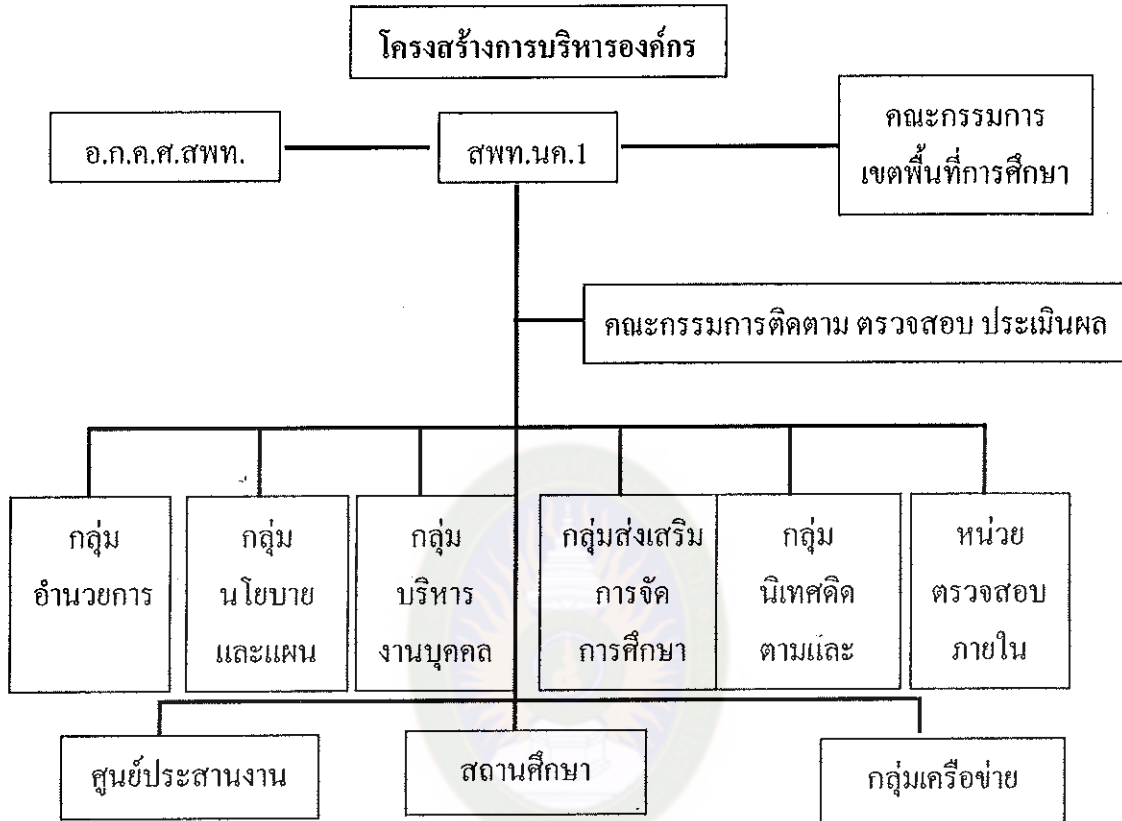 โครงสร้างการบริหารองค์กร
อ.ก.ค.ศ.สพท.
สพท.นค.1
คณะกรรมการ
เขตพื้นที่การศึกษา
คณะกรรมการติดตาม ตรวจสอบ ประเมินผล
กลุ่ม
อำนวยการ
กลุ่ม
นโยบาย
และแผน
กลุ่ม
บริหาร
งานบุคคล
กลุ่มส่งเสริม
การจัด
การศึกษา
กลุ่ม
นิเทศติด
ตามและ
หน่วย
ตรวจสอบ
ภายใน
ศูนย์ประสานงาน
สถานศึกษา
กลุ่มเครือข่าย